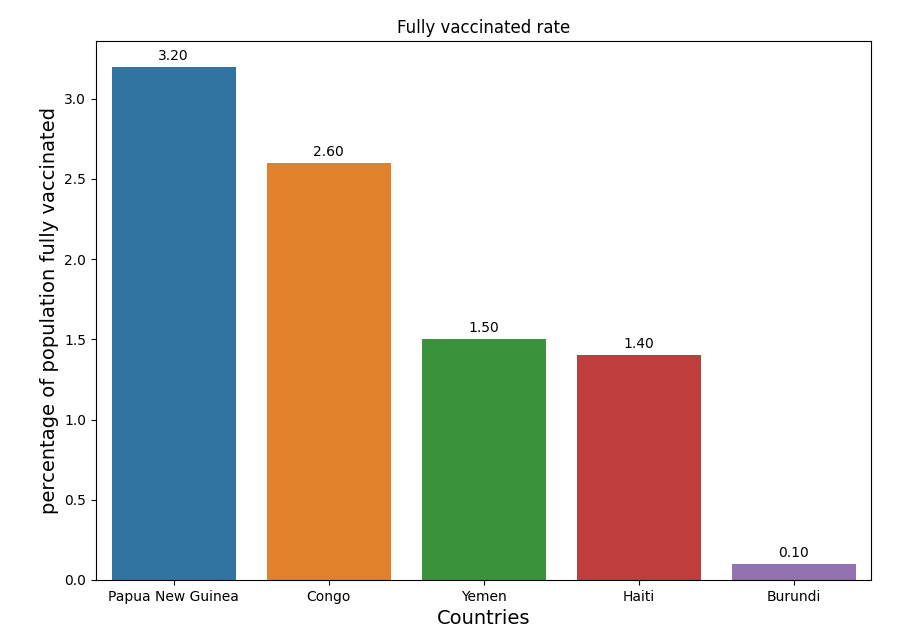 Fully vaccinated rate
percentage of population fully vaccinated
3.0
2.5
2.0
1.5
1.0
0.5
0.0
3.20
2.60
1.50
1.40
0.10
Papua New Guinea
Congo
Yemen
Haiti
Burundi
Countries